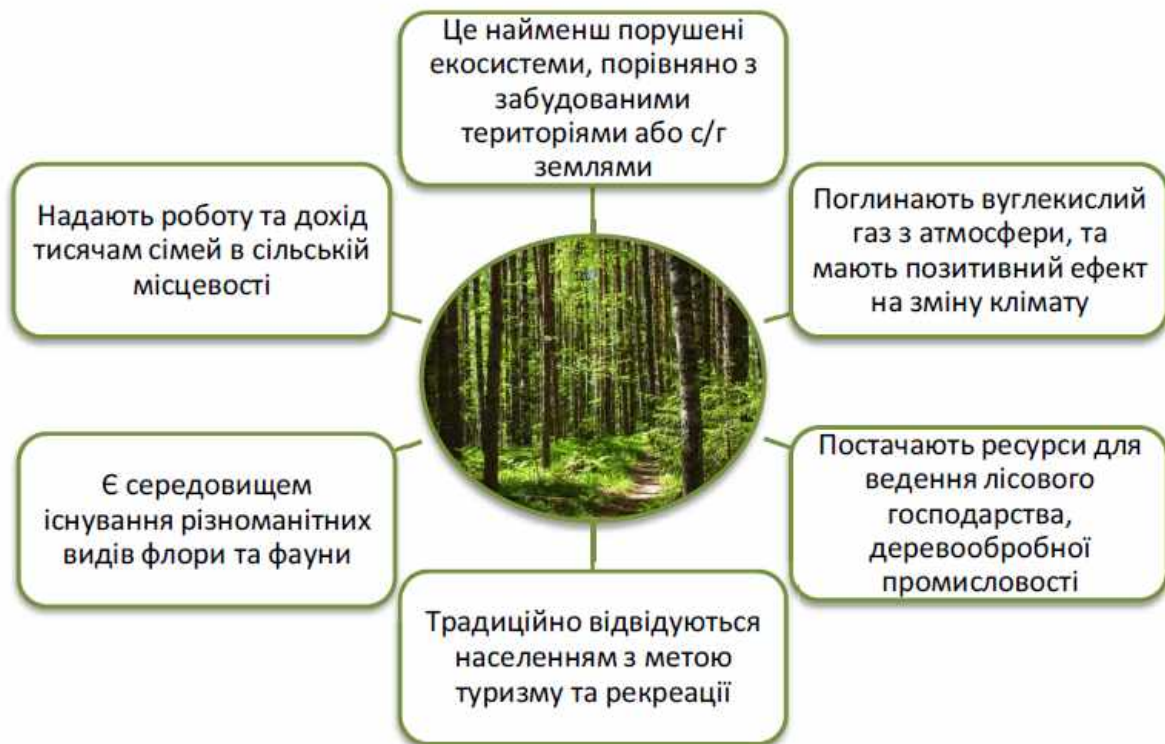 Це найменш порушені
екосистеми, порівняно з
забудованими
територіями або с/г
землями
Поглинають вуглекислий
газ з атмосфери, та
мають позитивний ефект
на зміну клімату
Постачають ресурси для
ведення лісового
господарства,
деревообробної
промисловості
Традиційно відвідуються
населенням з метою
туризму та рекреації
Є середовищем
існування різноманітних
видів флори та фауни
Надають роботу та дохід
тисячам сімей в сільській
місцевості